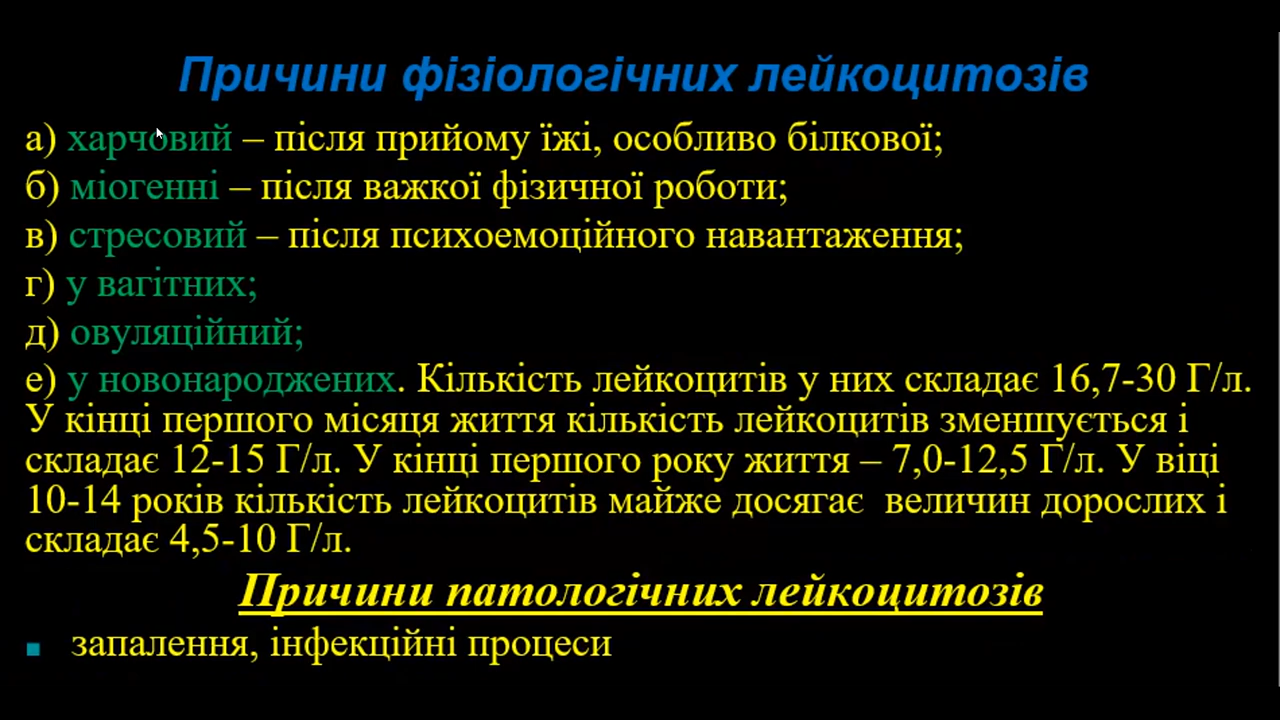 Причини фізіологічних лейкоцитозів
а) харчовий – після прийому їжі, особливо білкової;
б) міогенні – після важкої фізичної роботи;
в) стресовий – після психоемоційного навантаження;
г) у вагітних;
д) овуляційний;
е) у новонароджених. Кількість лейкоцитів у них складає 16,7-30 Г/л.
У кінці першого місяця життя кількість лейкоцитів зменшується і
складає 12-15 Г/л. У кінці першого року життя – 7,0-12,5 Г/л. У віці
10-14 років кількість лейкоцитів майже досягає величин дорослих і
складає 4,5-10 Г/л.
Причини патологічних лейкоцитозів
запалення, інфекційні процеси